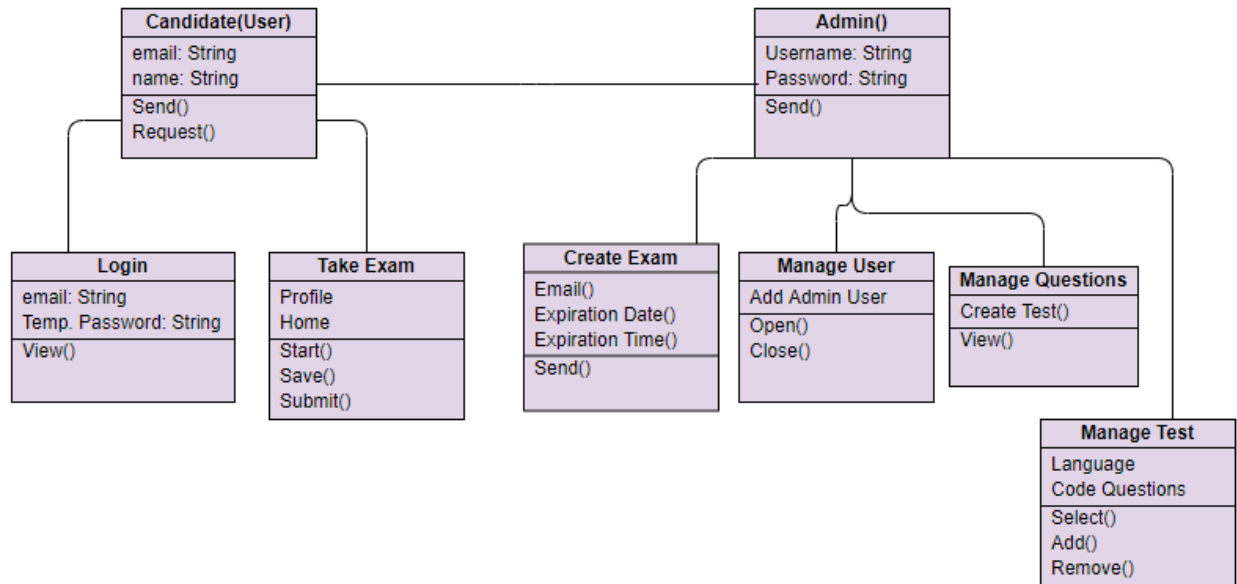 Candidate(User)
email: String
name: String
Send()
Request()
Admin()
Username: String
Password: String
Send()
Login
email: String
Temp. Password: String
View()
Take Exam
Profile
Home
Start()
Save()
Submit()
Create Exam
Email()
Expiration Date()
Expiration Time()
Send()
Manage User
Add Admin User
Open()
Close()
Manage Questions
Create Test()
View()
Manage Test
Language
Code Questions
Select()
Add()
Remove()